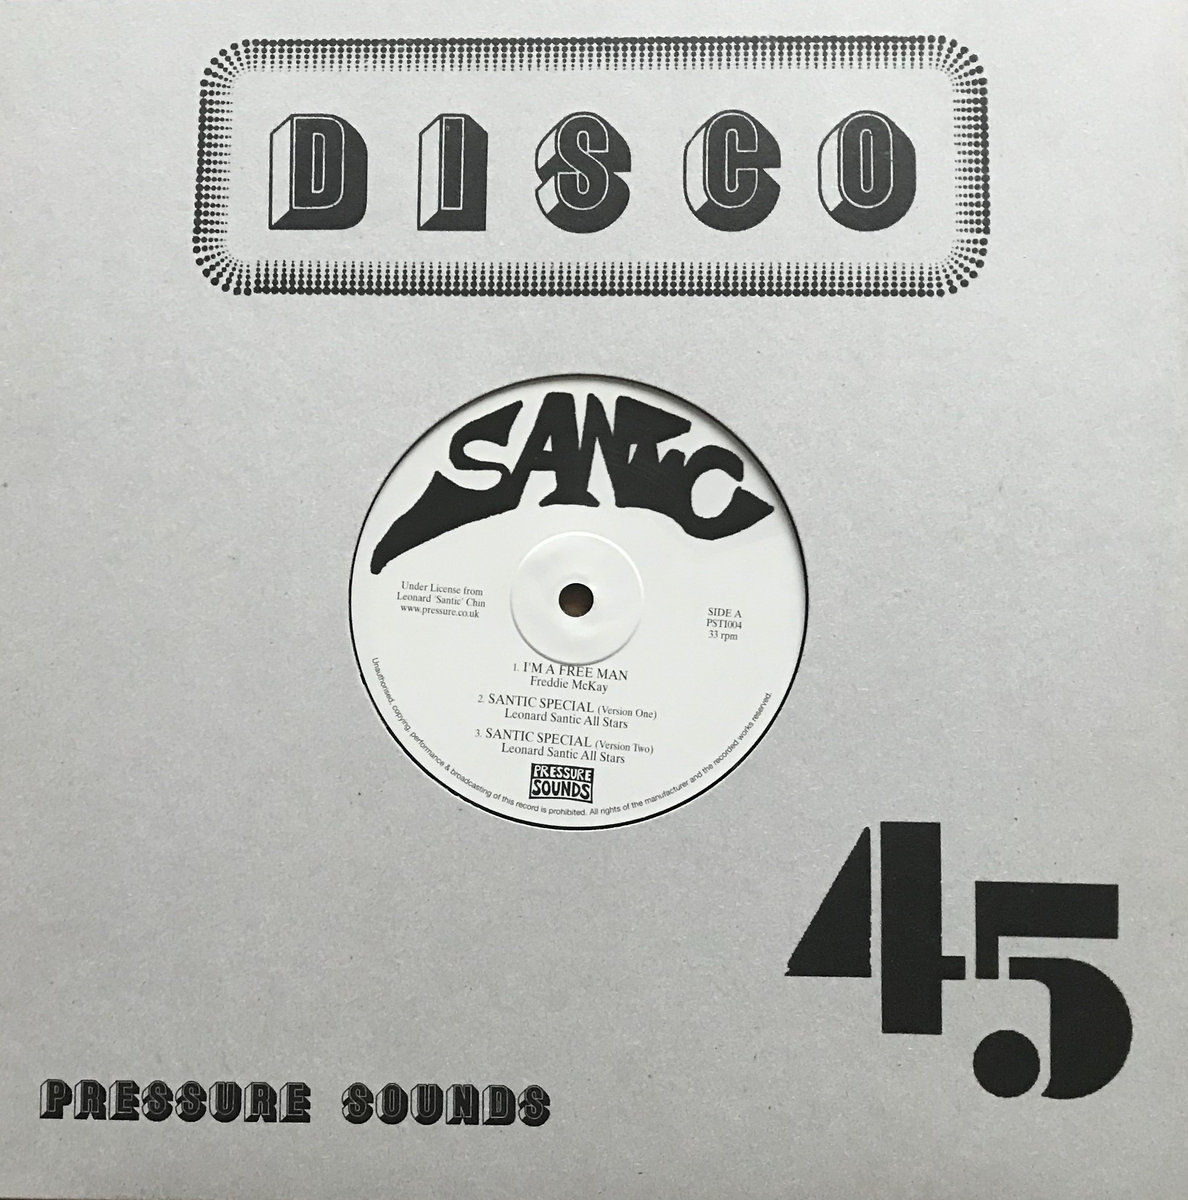 DISCO
SANTIC
Under License from
Leonard 'Santic' Chin
www.pressure.co.uk
SIDE A
PST1004
33 rpm
1. I'M A FREE MAN
Freddie McKay
2. SANTIC SPECIAL (Version One)
Leonard Santic All Stars
3. SANTIC SPECIAL (Version Two)
Leonard Santic All Stars
PRESSURE
SOUNDS
Unauthorised, copying, performance & broadcasting of this record is prohibited. All rights of the manufacturer and the recorded works reserved.
45
PRESSURE SOUNDS